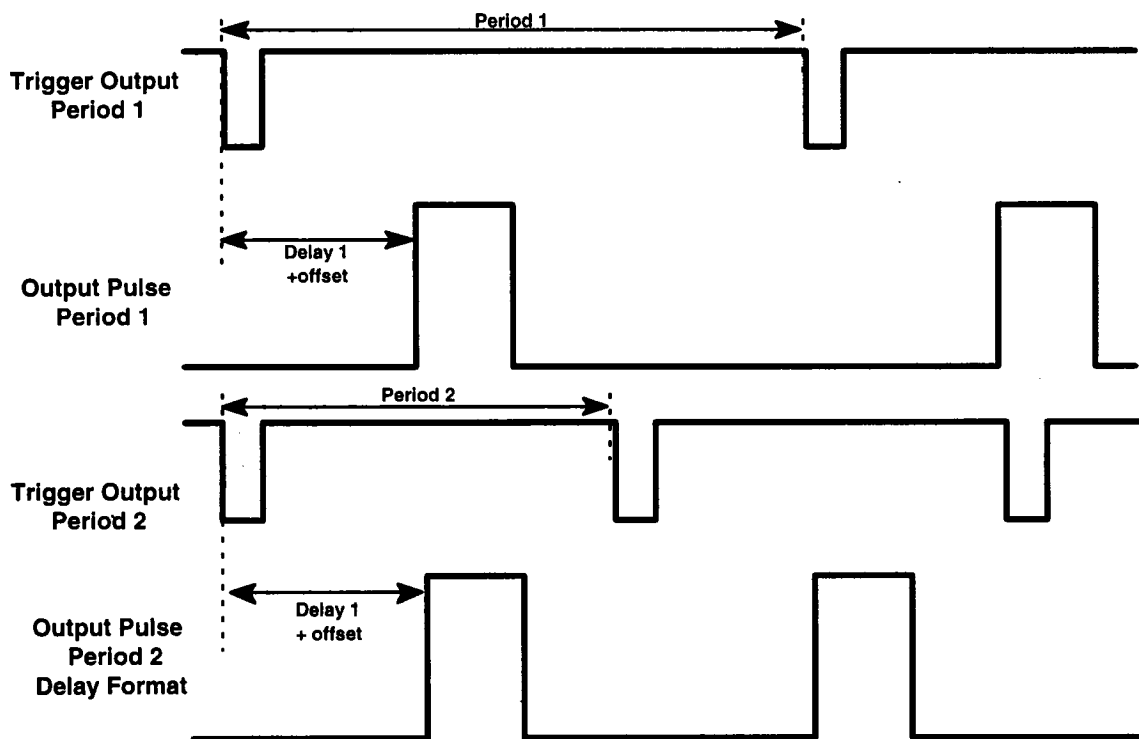 Period 1
Trigger Output
Period 1
Delay 1
+offset
Output Pulse
Period 1
Period 2
Trigger Output
Period 2
Delay 1
+ offset
Output Pulse
Period 2
Delay Format